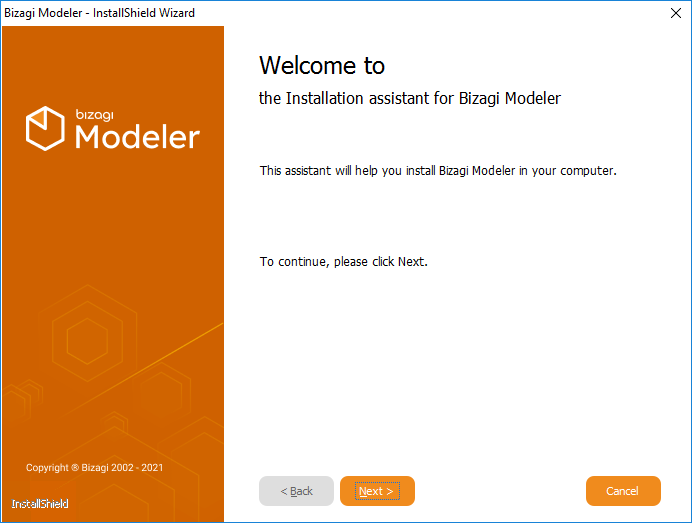 Bizagi Modeler - InstallShield Wizard
bizagi
Modeler
Welcome to
the Installation assistant for Bizagi Modeler
This assistant will help you install Bizagi Modeler in your computer.
To continue, please click Next.
Copyright ® Bizagi 2002 - 2021
InstallShield
< Back
Next >
Cancel